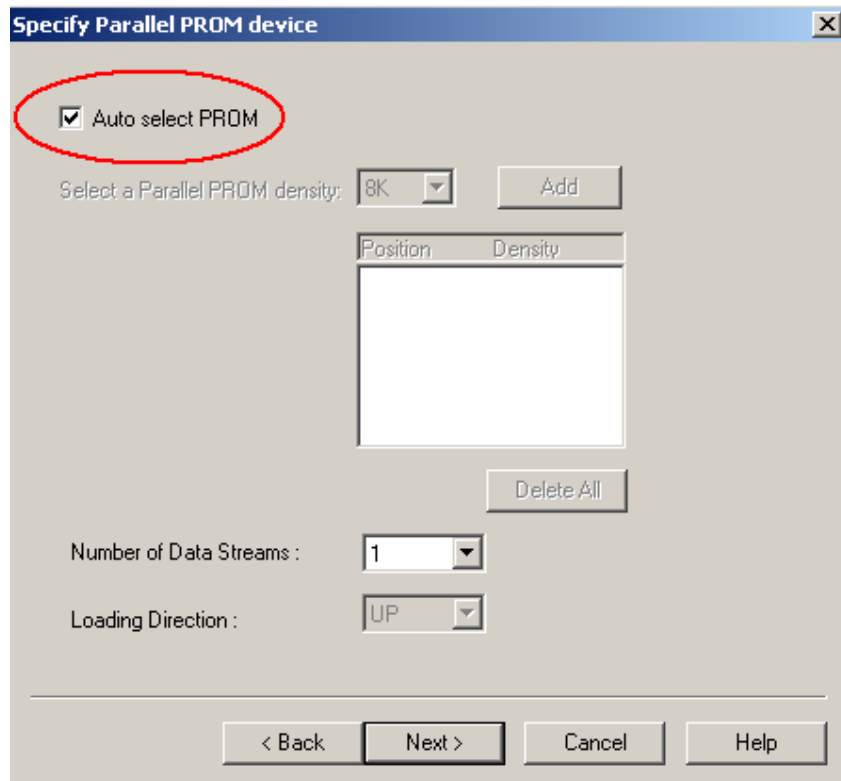 Specify Parallel PROM device
Auto select PROM
Select a Parallel PROM density: 8K Add
Position Density
Delete All
Number of Data Streams : 1
Loading Direction : UP
< Back Next > Cancel Help